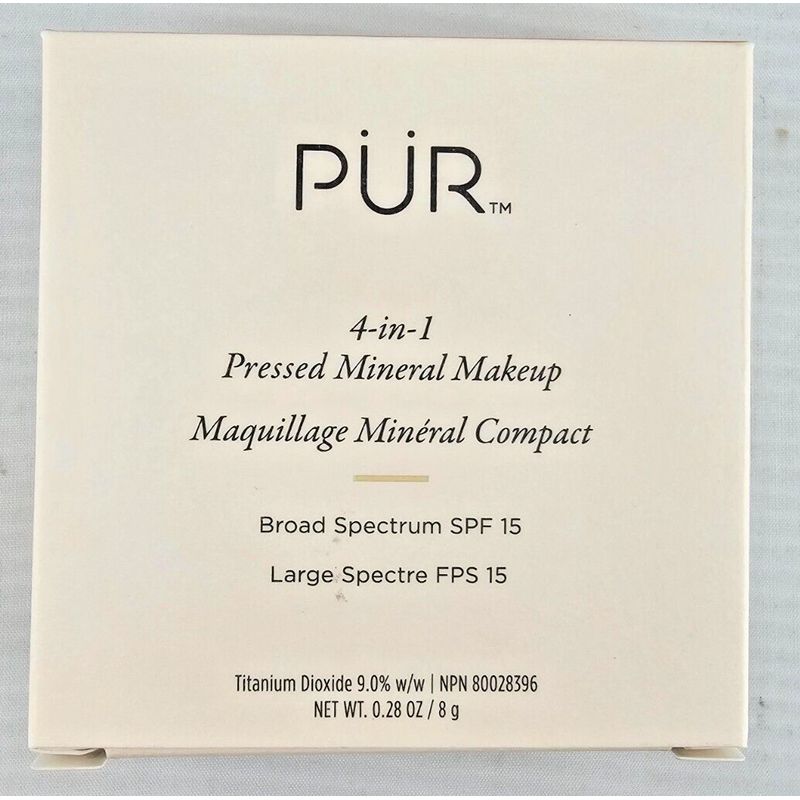 PÜR™
4-in-1
Pressed Mineral Makeup
Maquillage Minéral Compact
Broad Spectrum SPF 15
Large Spectre FPS 15
Titanium Dioxide 9.0% w/w | NPN 80028396
NET WT. 0.28 OZ / 8 g